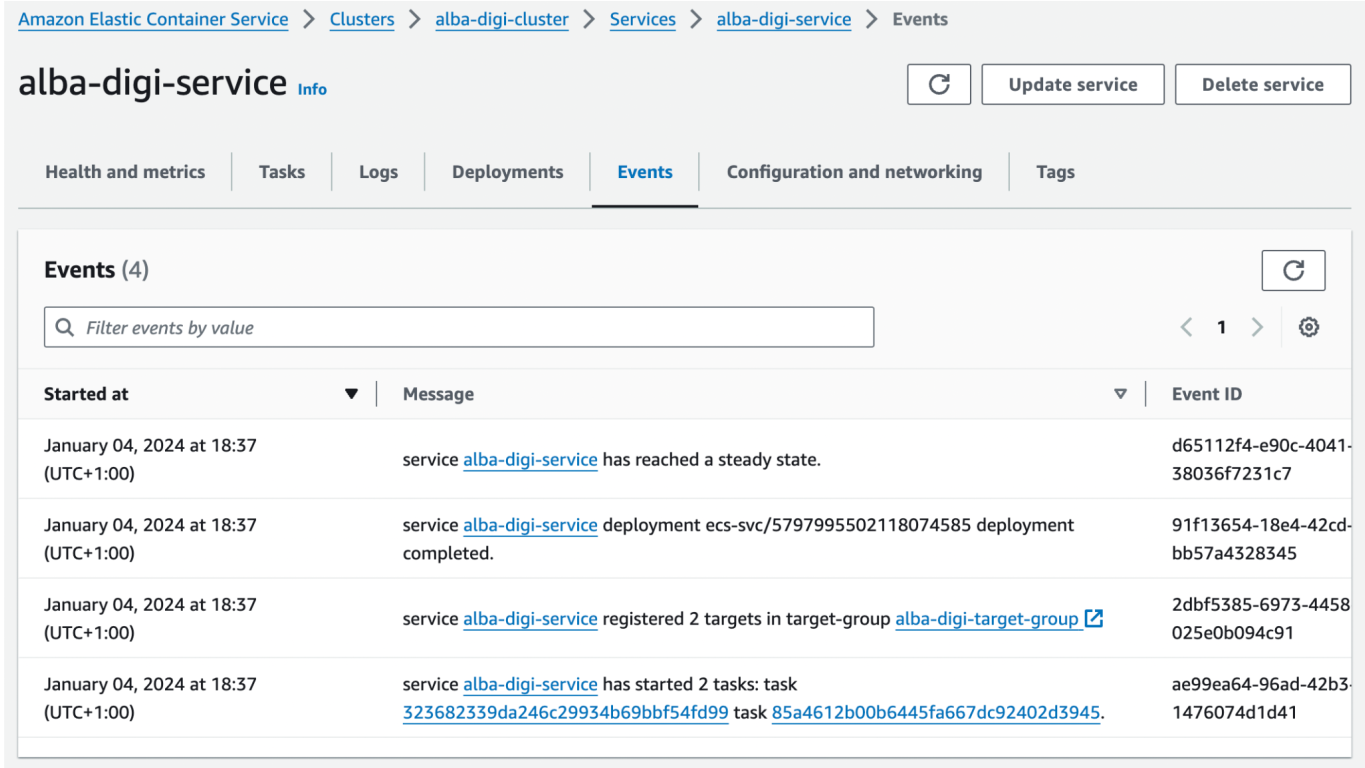 Amazon Elastic Container Service > Clusters > alba-digi-cluster > Services > alba-digi-service > Events
alba-digi-service Info
Update service
Delete service
Health and metrics
Tasks
Logs
Deployments
Events
Configuration and networking
Tags
Events (4)
Filter events by value
1
Started at
Message
Event ID
January 04, 2024 at 18:37
(UTC+1:00)
service alba-digi-service has reached a steady state.
d65112f4-e90c-4041-
38036f7231c7
January 04, 2024 at 18:37
(UTC+1:00)
service alba-digi-service deployment ecs-svc/5797995502118074585 deployment
completed.
91f13654-18e4-42cd-
bb57a4328345
January 04, 2024 at 18:37
(UTC+1:00)
service alba-digi-service registered 2 targets in target-group alba-digi-target-group
2dbf5385-6973-4458
025e0b094c91
January 04, 2024 at 18:37
(UTC+1:00)
service alba-digi-service has started 2 tasks: task
323682339da246c29934b69bbf54fd99 task 85a4612b00b6445fa667dc92402d3945.
ae99ea64-96ad-42b3-
1476074d1d41